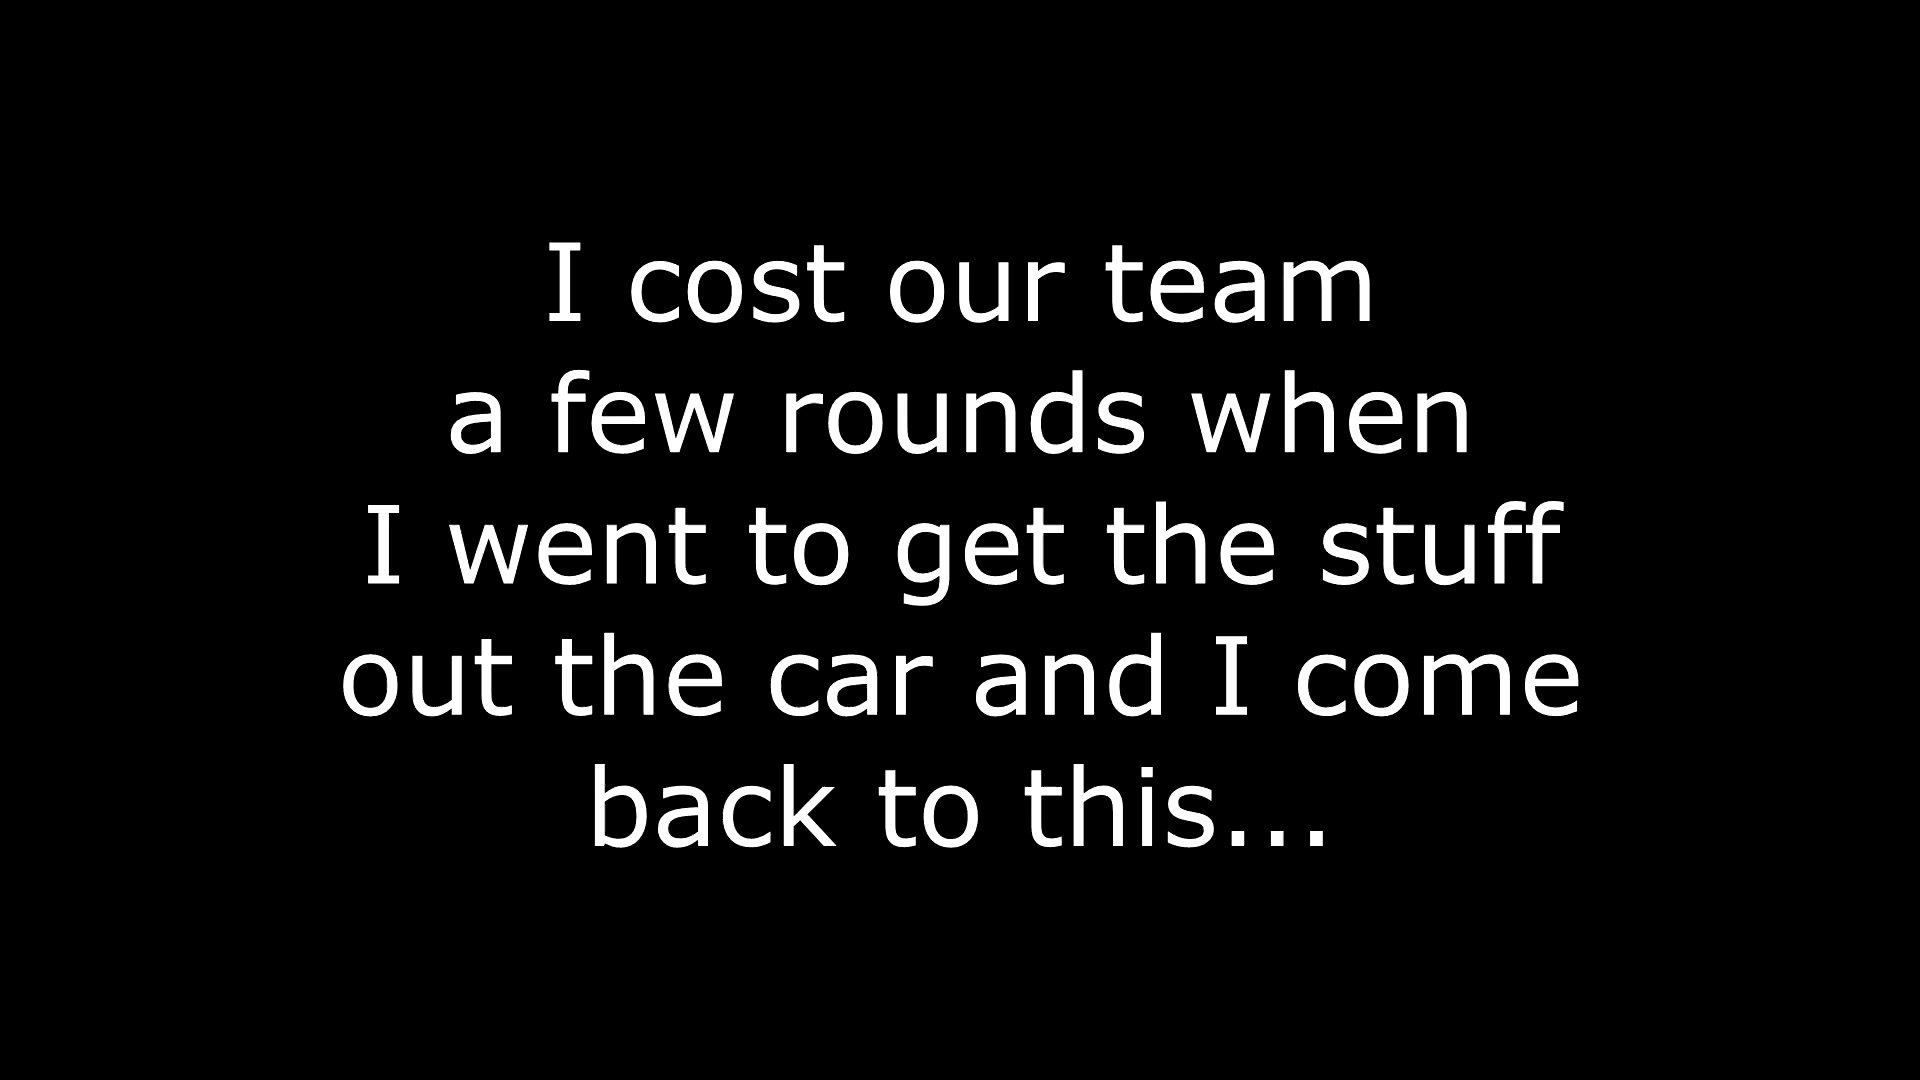 I cost our team
a few rounds when
I went to get the stuff
out the car and I come
back to this...